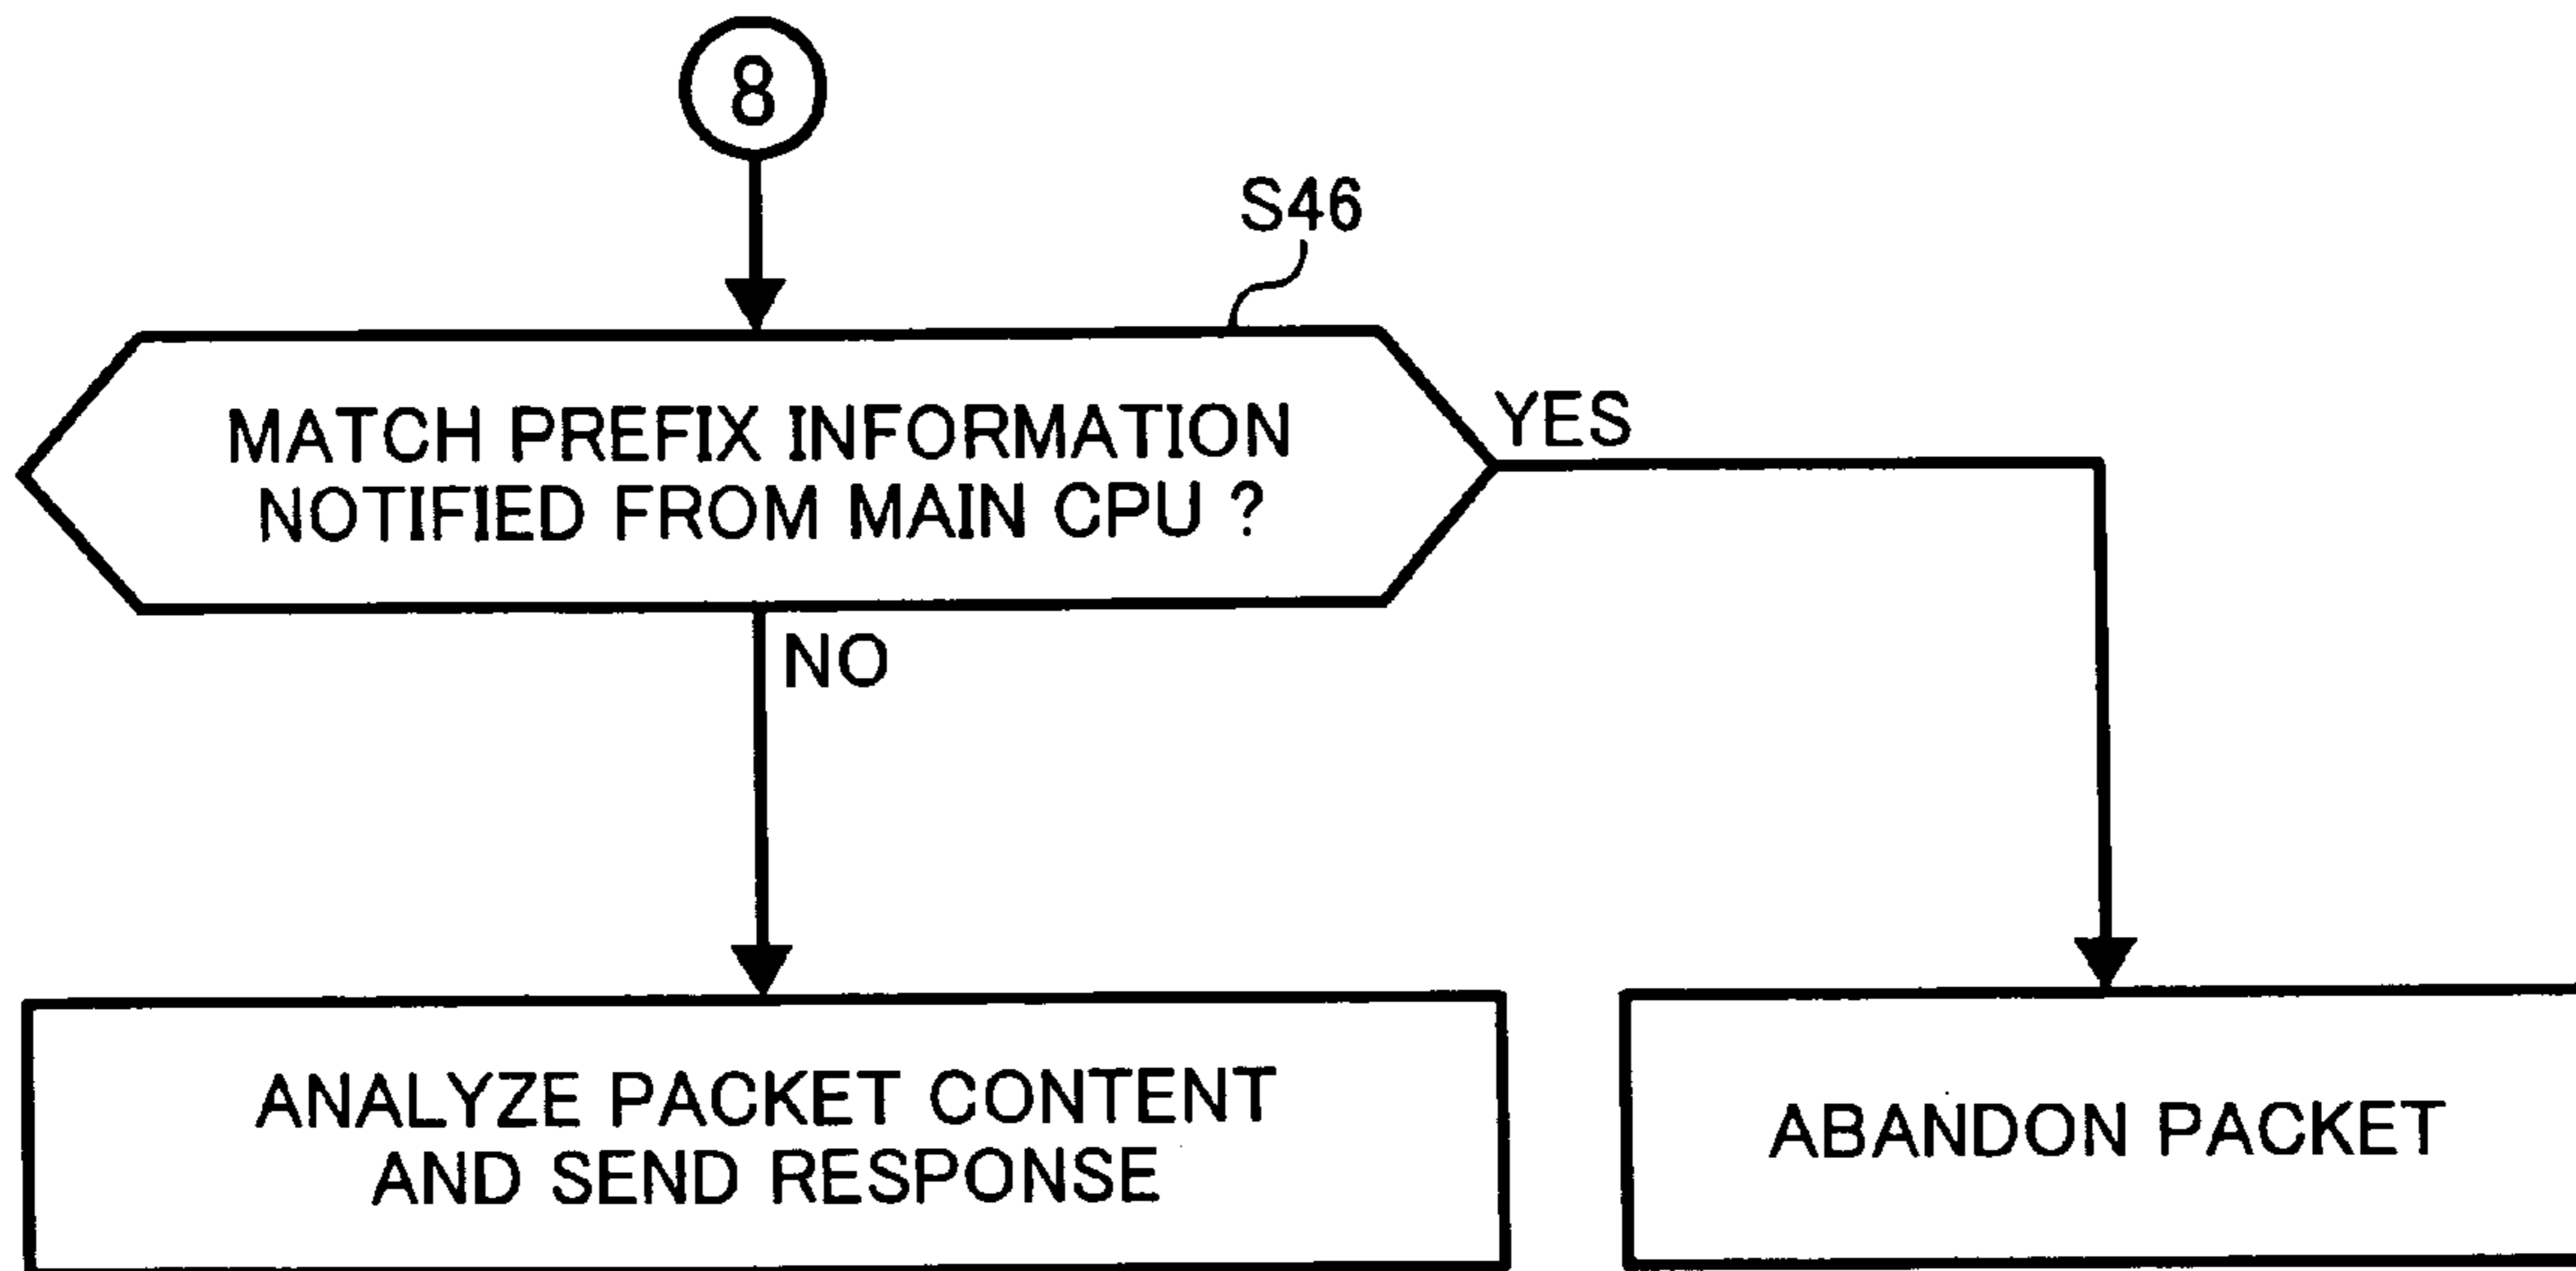 8
S46
MATCH PREFIX INFORMATION
NOTIFIED FROM MAIN CPU ?
YES
NO
ANALYZE PACKET CONTENT
AND SEND RESPONSE
ABANDON PACKET